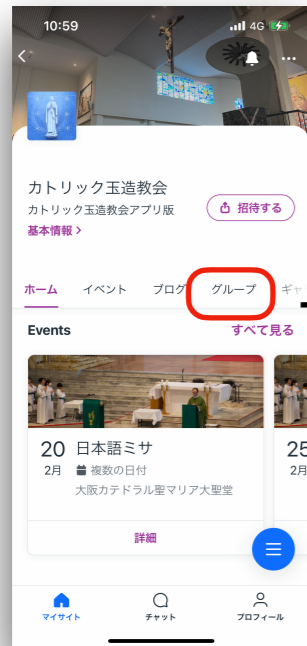 10:59
4G
カトリック玉造教会
カトリック玉造教会アプリ版
招待する
基本情報
ホーム イベント ブログ グループ ギャ
Events すべて見る
20 日本語ミサ
2月 複数の日付
大阪カテドラル聖マリア大聖堂
詳細
25
2月
マイサイト チャット プロフィール